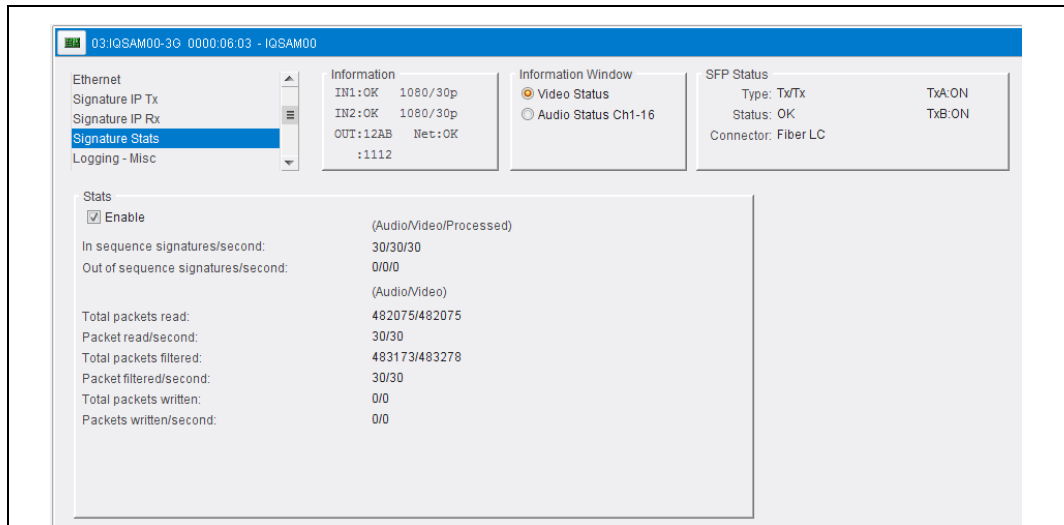 03:IQSAM00-3G 0000:06:03 - IQSAM00
Ethernet
Signature IP Tx
Signature IP Rx
Signature Stats
Logging - Misc
Information
IN1:OK 1080/30p
IN2:OK 1080/30p
OUT:12AB Net:OK
:1112
Information Window
Video Status
Audio Status Ch1-16
SFP Status
Type: Tx/Tx TxA:ON
Status: OK TxB:ON
Connector: Fiber LC
Stats
Enable
(Audio/Video/Processed)
In sequence signatures/second: 30/30/30
Out of sequence signatures/second: 0/0/0
(Audio/Video)
Total packets read: 482075/482075
Packet read/second: 30/30
Total packets filtered: 483173/483278
Packet filtered/second: 30/30
Total packets written: 0/0
Packets written/second: 0/0